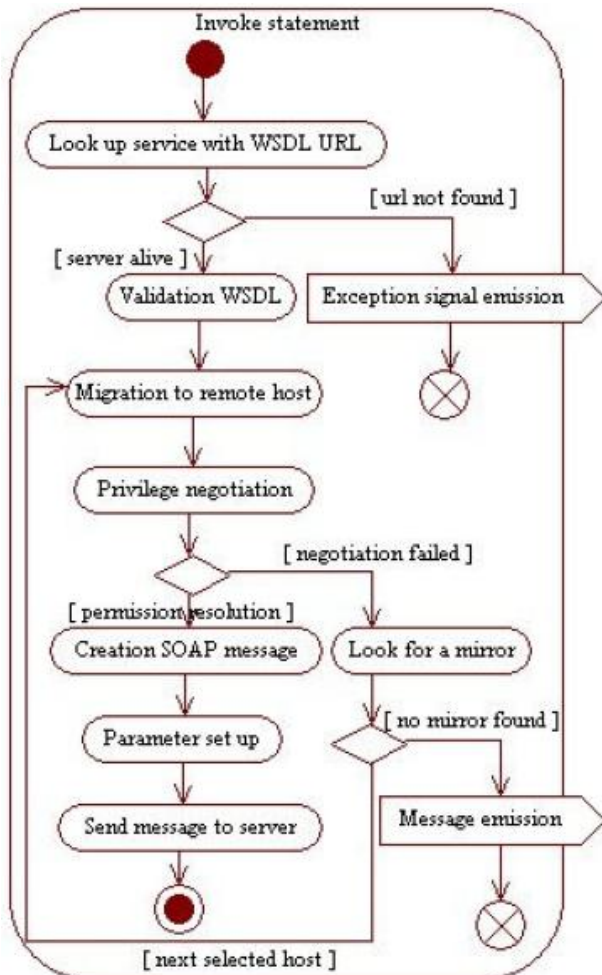 Invoke statement
Look up service with WSDL URL
[ url not found ]
[ server alive ]
Validation WSDL
Exception signal emission
Migration to remote host
Privilege negotiation
[ negotiation failed ]
[ permission resolution ]
Creation SOAP message
Look for a mirror
[ no mirror found ]
Parameter set up
Message emission
Send message to server
[ next selected host ]